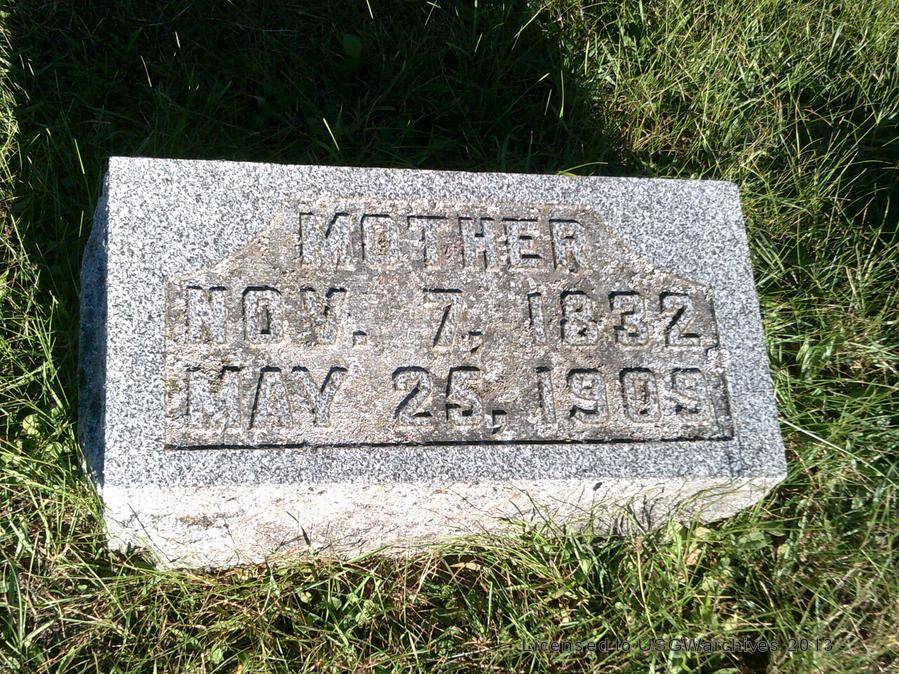 MOTHER
NOV. 7, 1832.
MAY 25, 1909
Licensed to USGWarchives 2013